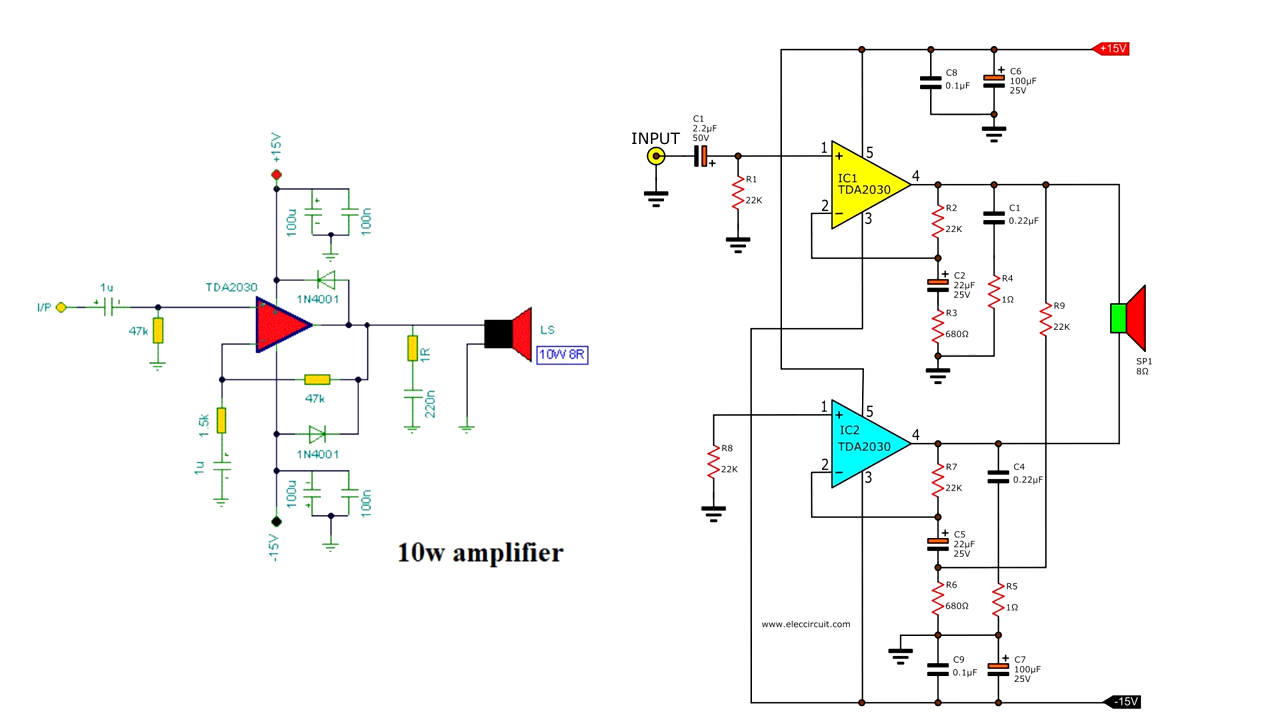 +15V
100u
+
-
100n
TDA2030
1N4001
1u
+
-
I/P
47k
LS
10W 8R
1R
47k
220n
1.5k
1N4001
1u
100u
100n
-15V
10w amplifier
+15V
C8
0.1µF
+
C6
100µF
25V
INPUT
C1
2.2µF
50V
+
R1
22K
1
+
5
IC1
TDA2030
4
2
-
3
R2
22K
C1
0.22µF
+
C2
22µF
25V
R4
1Ω
R3
680Ω
R9
22K
SP1
8Ω
1
+
5
IC2
TDA2030
4
2
-
3
R8
22K
R7
22K
C4
0.22µF
+
C5
22µF
25V
R6
680Ω
R5
1Ω
www.eleccircuit.com
C9
0.1µF
+
C7
100µF
25V
-15V